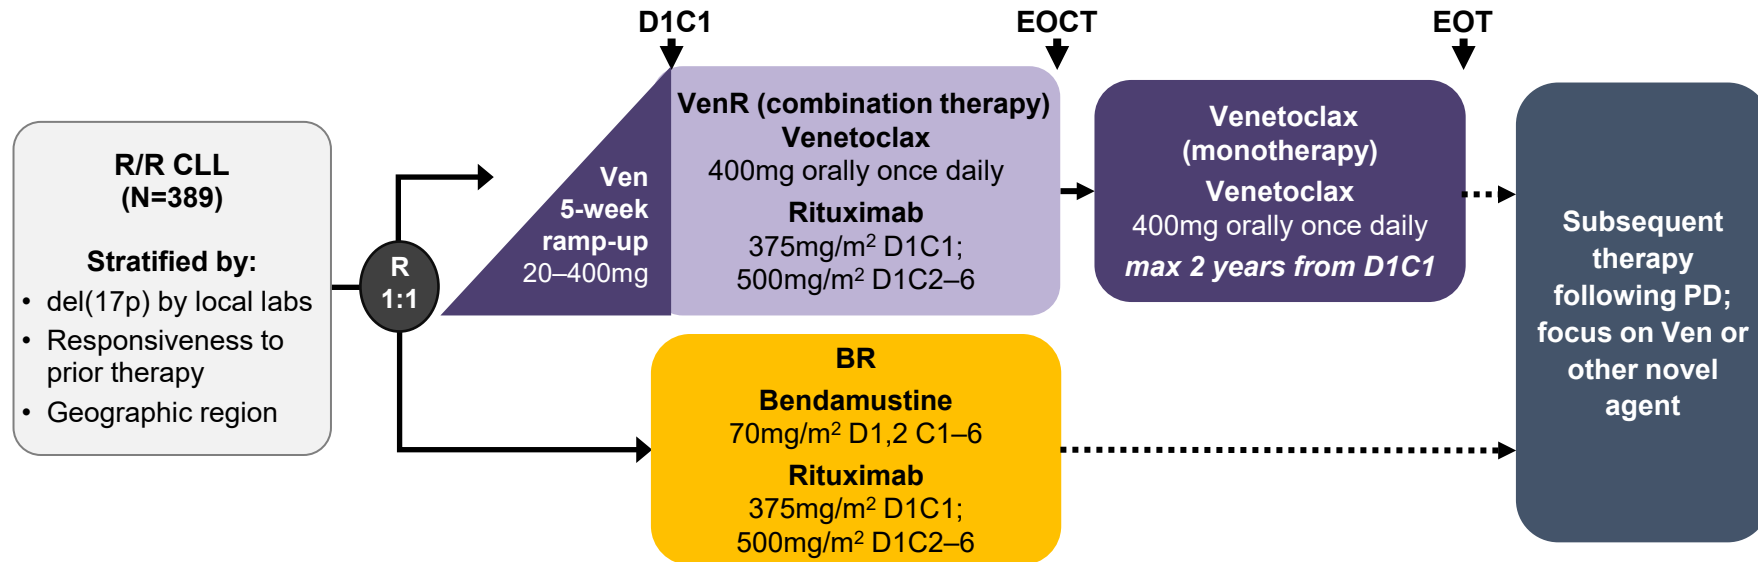 D1C1
EOCT
EOT
R/R CLL
(N=389)
Stratified by:
• del(17p) by local labs
• Responsiveness to
prior therapy
• Geographic region
R
1:1
Ven
5-week
ramp-up
20–400mg
VenR (combination therapy)
Venetoclax
400mg orally once daily
Rituximab
375mg/m² D1C1;
500mg/m² D1C2–6
Venetoclax
(monotherapy)
Venetoclax
400mg orally once daily
max 2 years from D1C1
BR
Bendamustine
70mg/m² D1,2 C1–6
Rituximab
375mg/m² D1C1;
500mg/m² D1C2–6
Subsequent
therapy
following PD;
focus on Ven or
other novel
agent